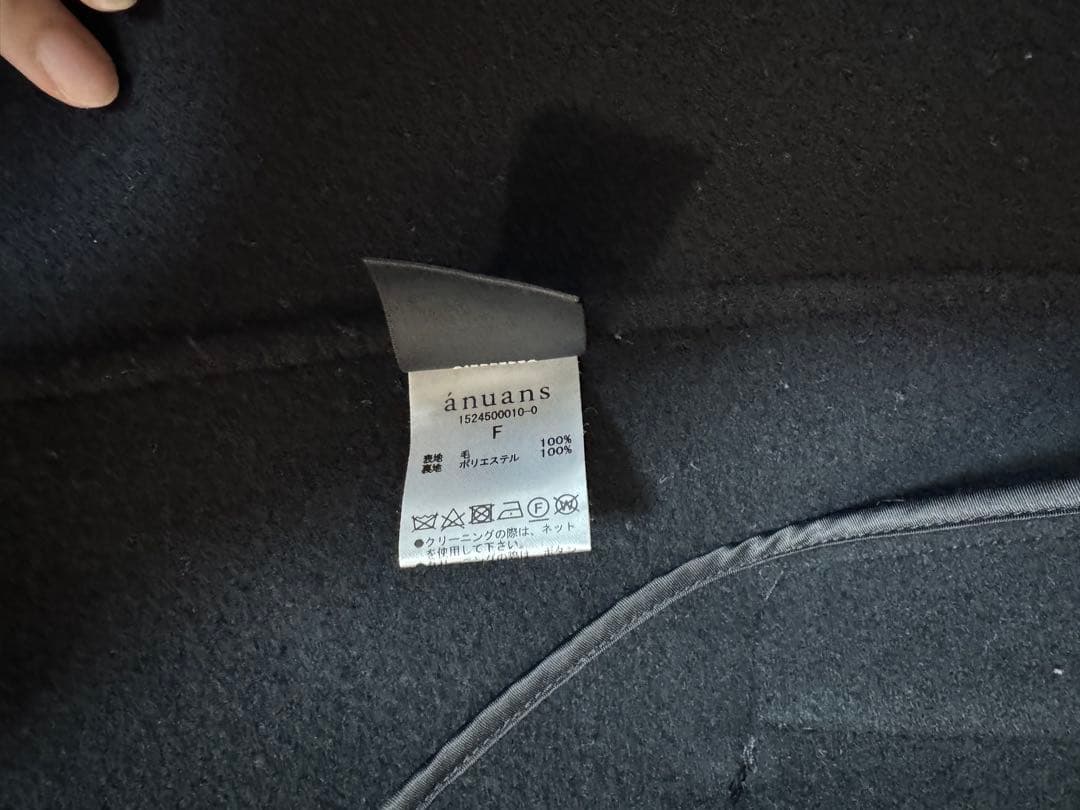 ánuans
1524500010-0
F
表地 毛 100%
裏地 ポリエステル 100%
F
W
●クリーニングの際は、ネット
を使用して下さい。